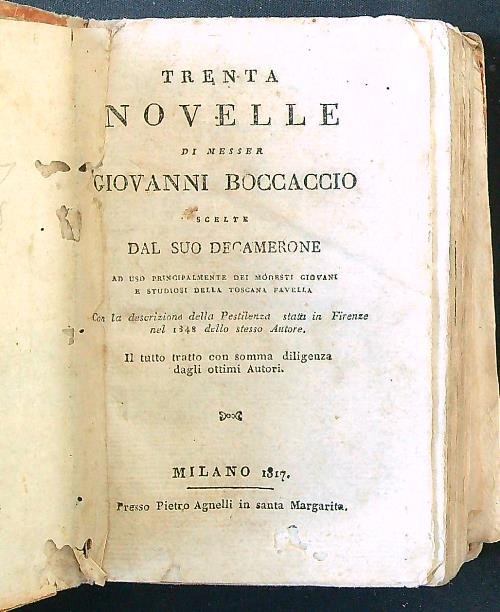 TRENTA
NOVELLE
DI MESSER
GIOVANNI BOCCACCIO
SCELTE
DAL SUO DECAMERONE
AD USO PRINCIPALMENTE DEI MODESTI GIOVANI
E STUDIOSI DELLA TOSCANA FAVELLA
Con la descrizione della Pestilenza stata in Firenze
nel 1348 dello stesso Autore.
Il tutto tratto con somma diligenza
dagli ottimi Autori.
MILANO 1817.
Presso Pietro Agnelli in santa Margarita.